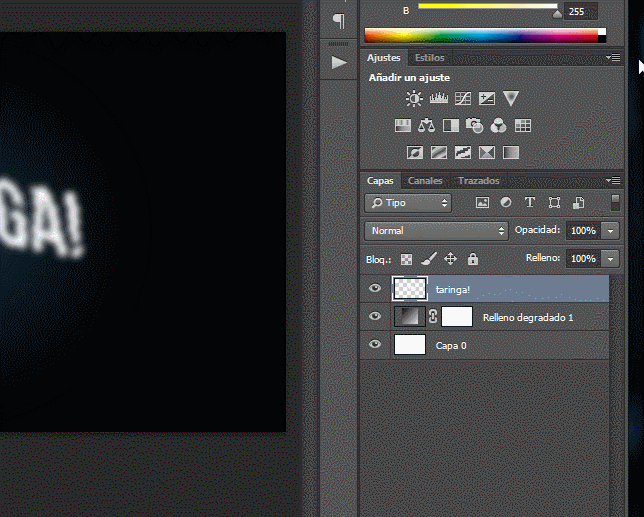 B 255
Ajustes Estilos
Añadir un ajuste
GA!
Capas Canales Trazados
Tipo T
Normal Opacidad: 100%
Bloq.: Relleno: 100%
taringa!
Relleno degradado 1
Capa 0